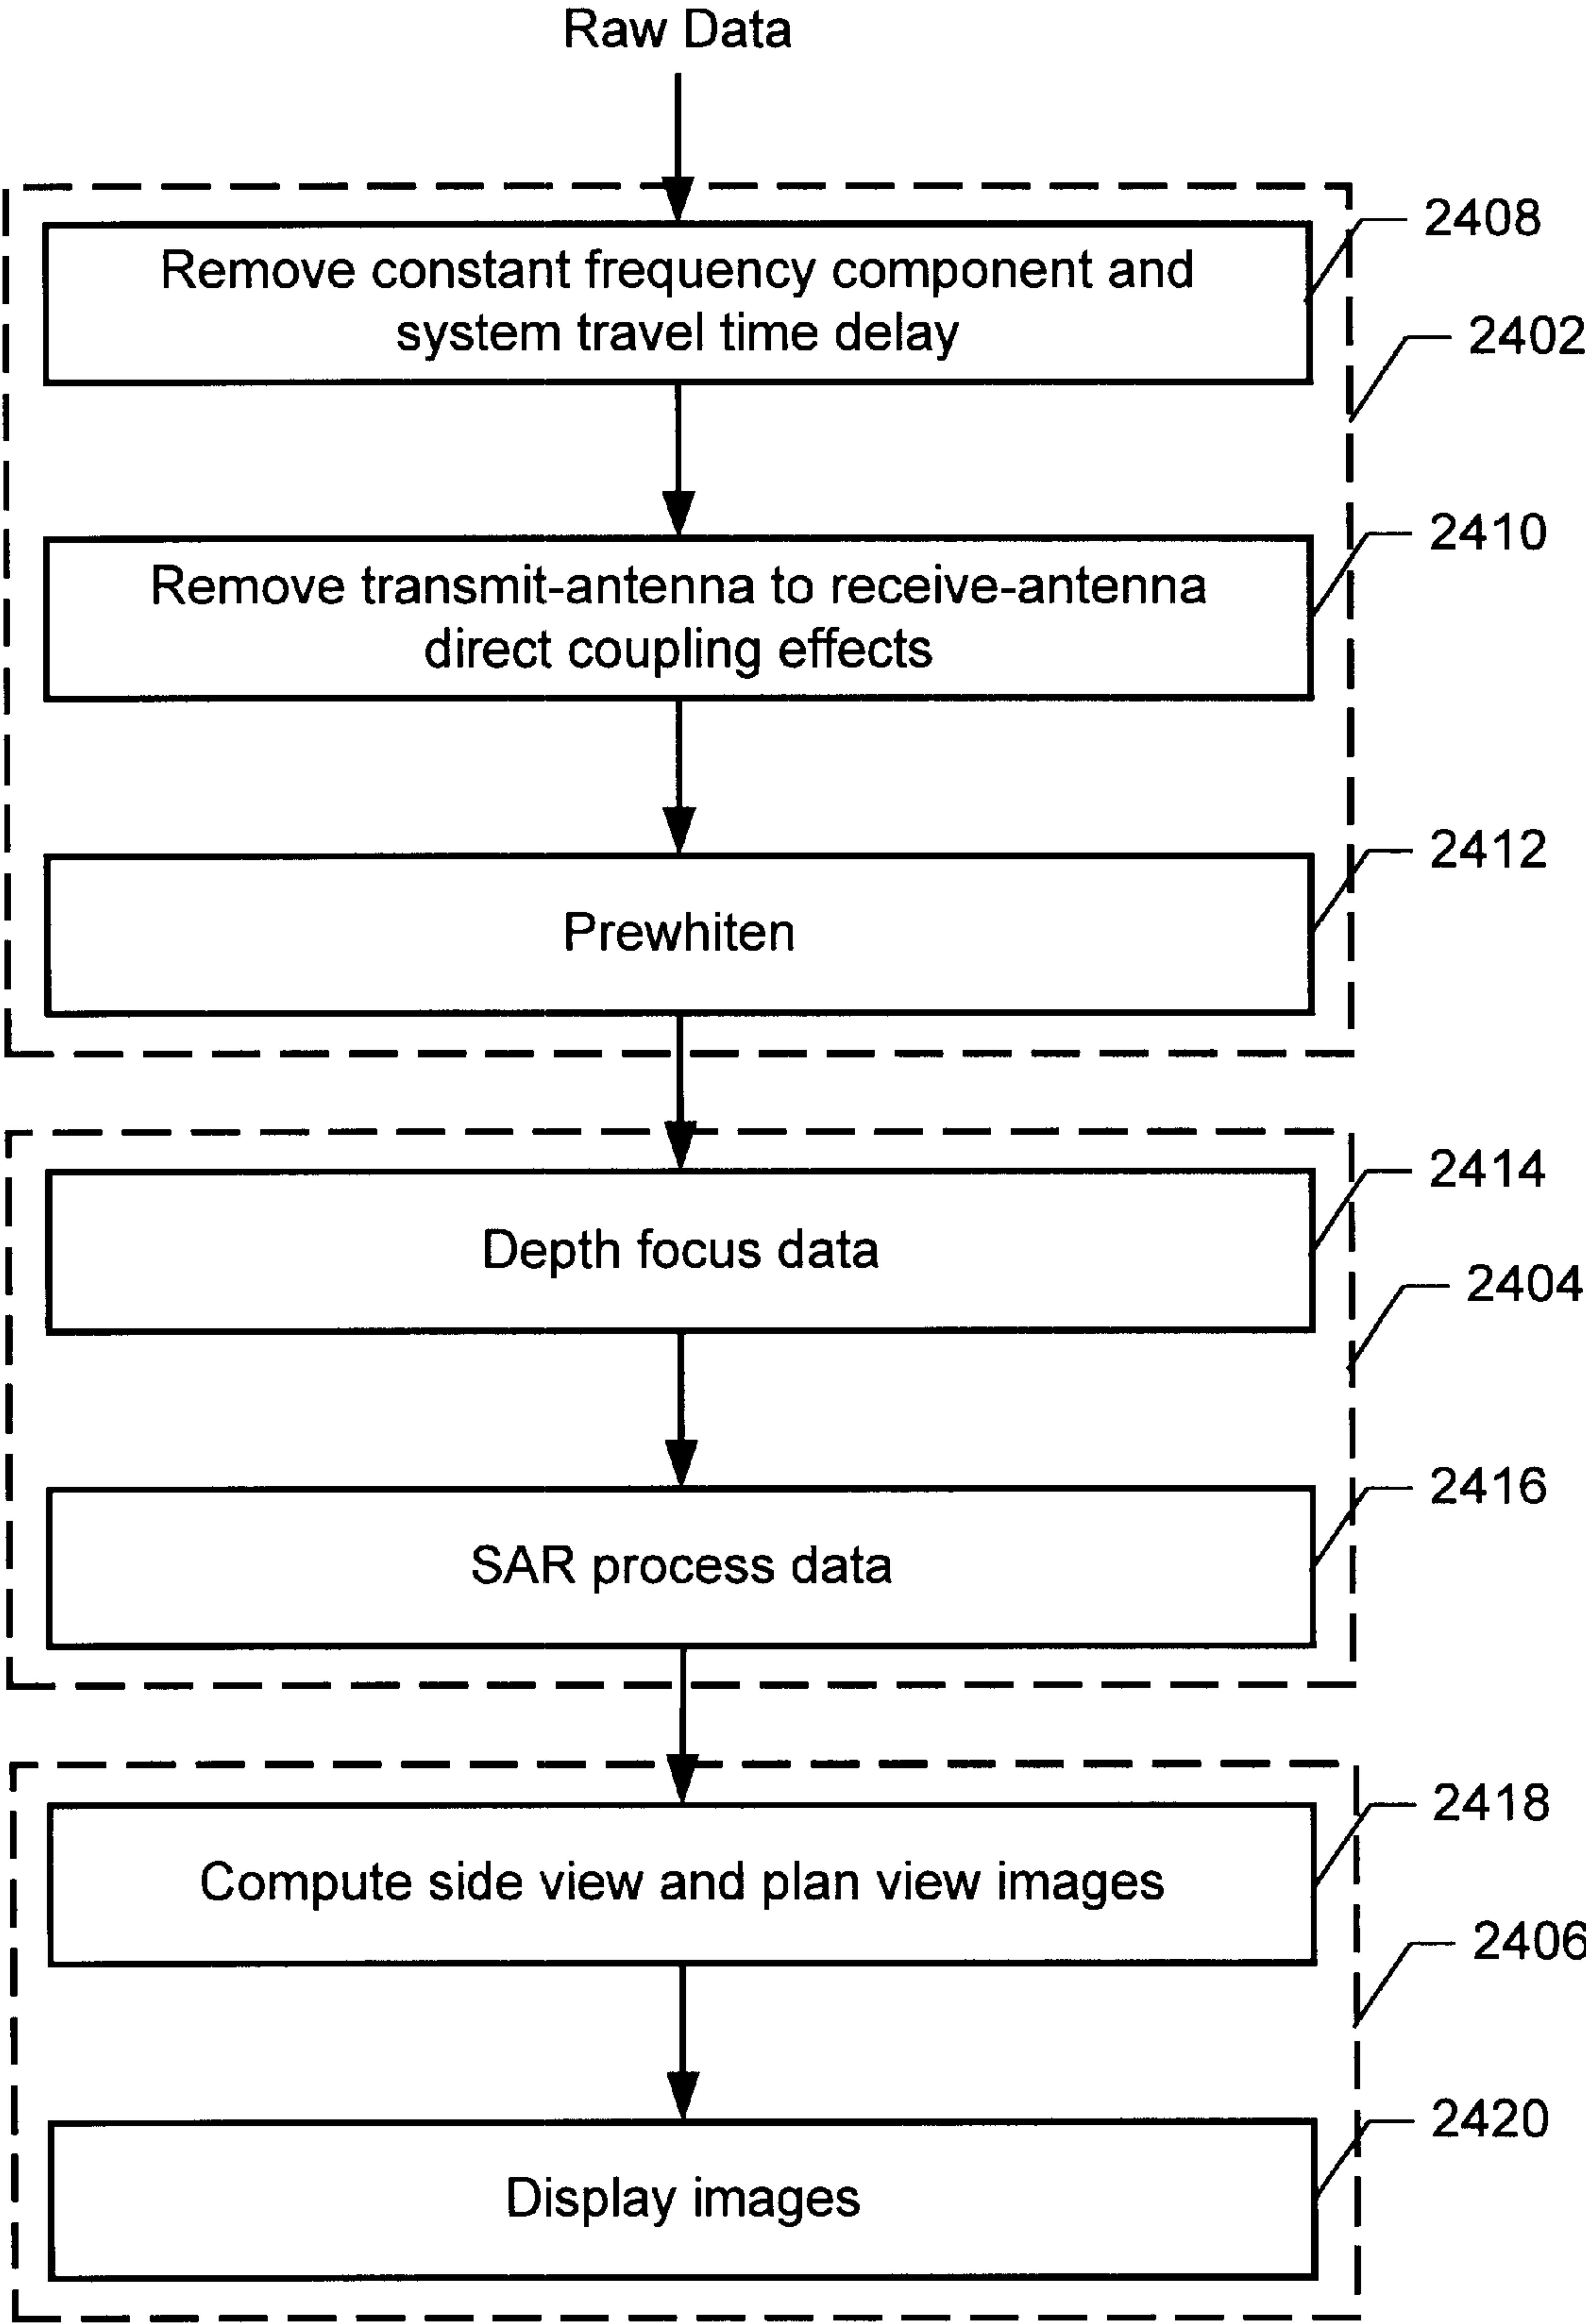 Raw Data
2408
Remove constant frequency component and
system travel time delay
2402
2410
Remove transmit-antenna to receive-antenna
direct coupling effects
2412
Prewhiten
2414
Depth focus data
2404
2416
SAR process data
2418
Compute side view and plan view images
2406
2420
Display images